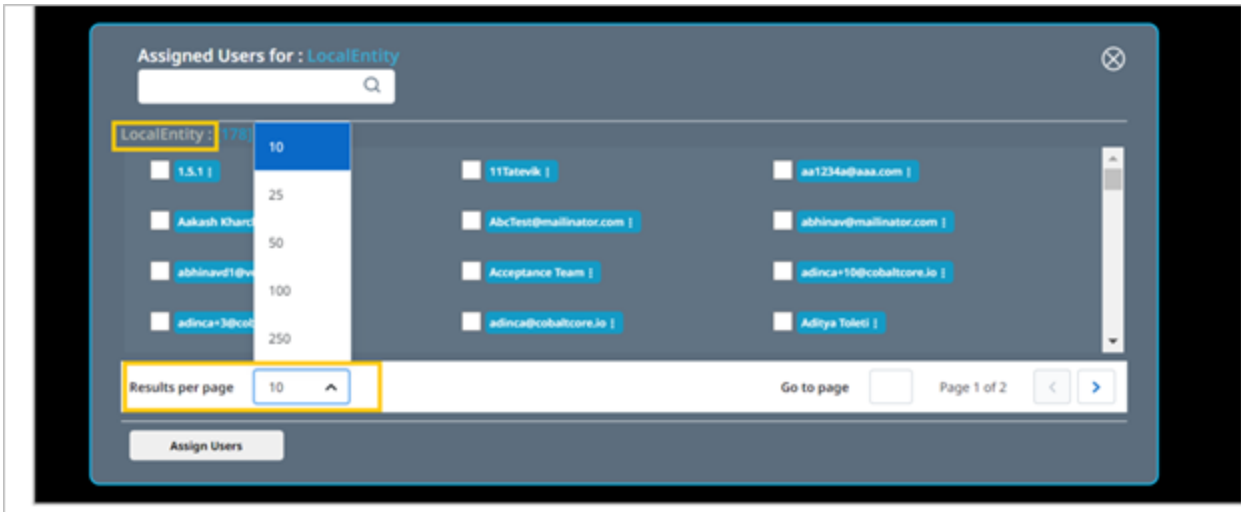 Assigned Users for : LocalEntity
LocalEntity : [178]
10
25
50
100
250
1.5.1 ⋮
11Tatevik ⋮
aa1234a@aaa.com ⋮
Aakash
AbcTest@mailinator.com ⋮
abhinav@mailinator.com ⋮
abhinavd1@v
Acceptance Team ⋮
adinca+10@cobaltcore.io ⋮
adinca+3@cob
adinca@cobaltcore.io ⋮
Aditya Toleti ⋮
Results per page 10
Go to page
Page 1 of 2
Assign Users